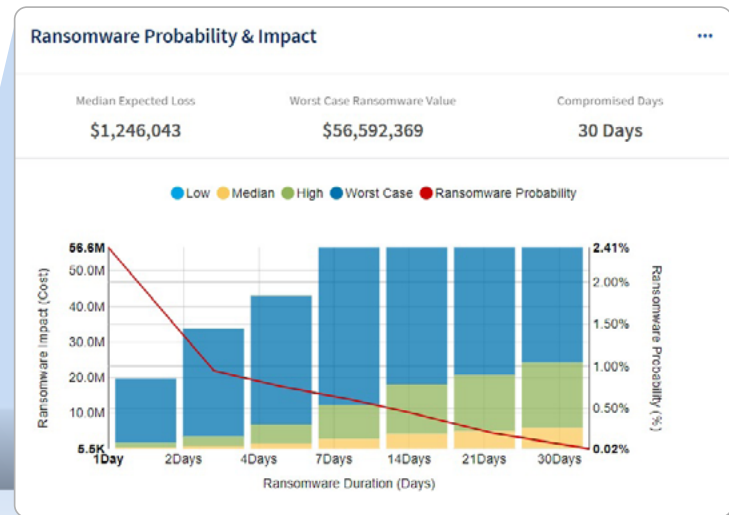 Ransomware Probability & Impact
...
Median Expected Loss Worst Case Ransomware Value Compromised Days
$1,246,043 $56,592,369 30 Days
Low Median High Worst Case Ransomware Probability
56.6M 2.41%
50.0M 2.00%
40.0M 1.50%
30.0M 1.00%
20.0M 0.50%
10.0M 0.02%
5.5K
Ransomware Impact (Cost)
Ransomware Probability (%)
1Day 2Days 4Days 7Days 14Days 21Days 30Days
Ransomware Duration (Days)